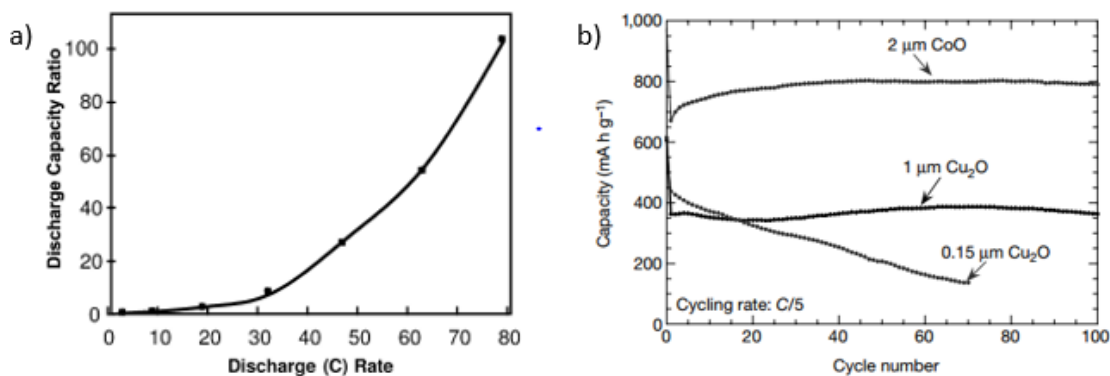 a)
Discharge Capacity Ratio
100
80
60
40
20
0
0 10 20 30 40 50 60 70 80
Discharge (C) Rate
b)
Capacity (mA h g⁻¹)
1,000
800
600
400
200
0
2 μm CoO
1 μm Cu₂O
0.15 μm Cu₂O
Cycling rate: C/5
0 20 40 60 80 100
Cycle number